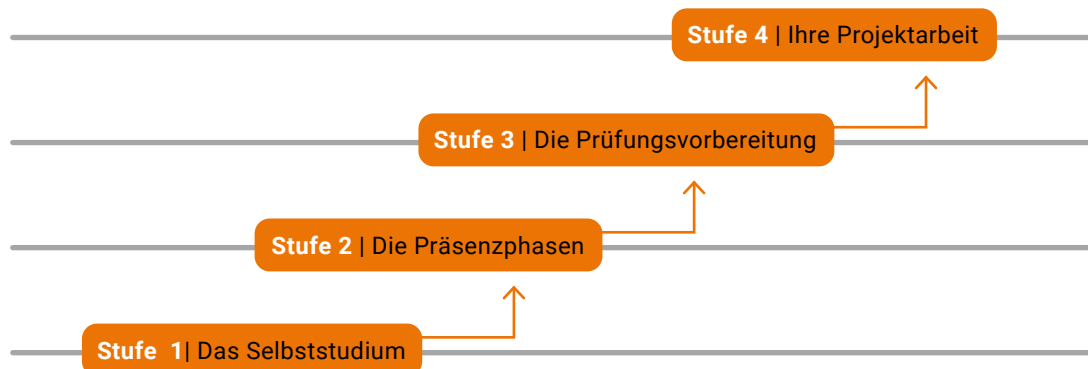 Stufe 4 | Ihre Projektarbeit
Stufe 3 | Die Prüfungsvorbereitung
Stufe 2 | Die Präsenzphasen
Stufe 1| Das Selbststudium